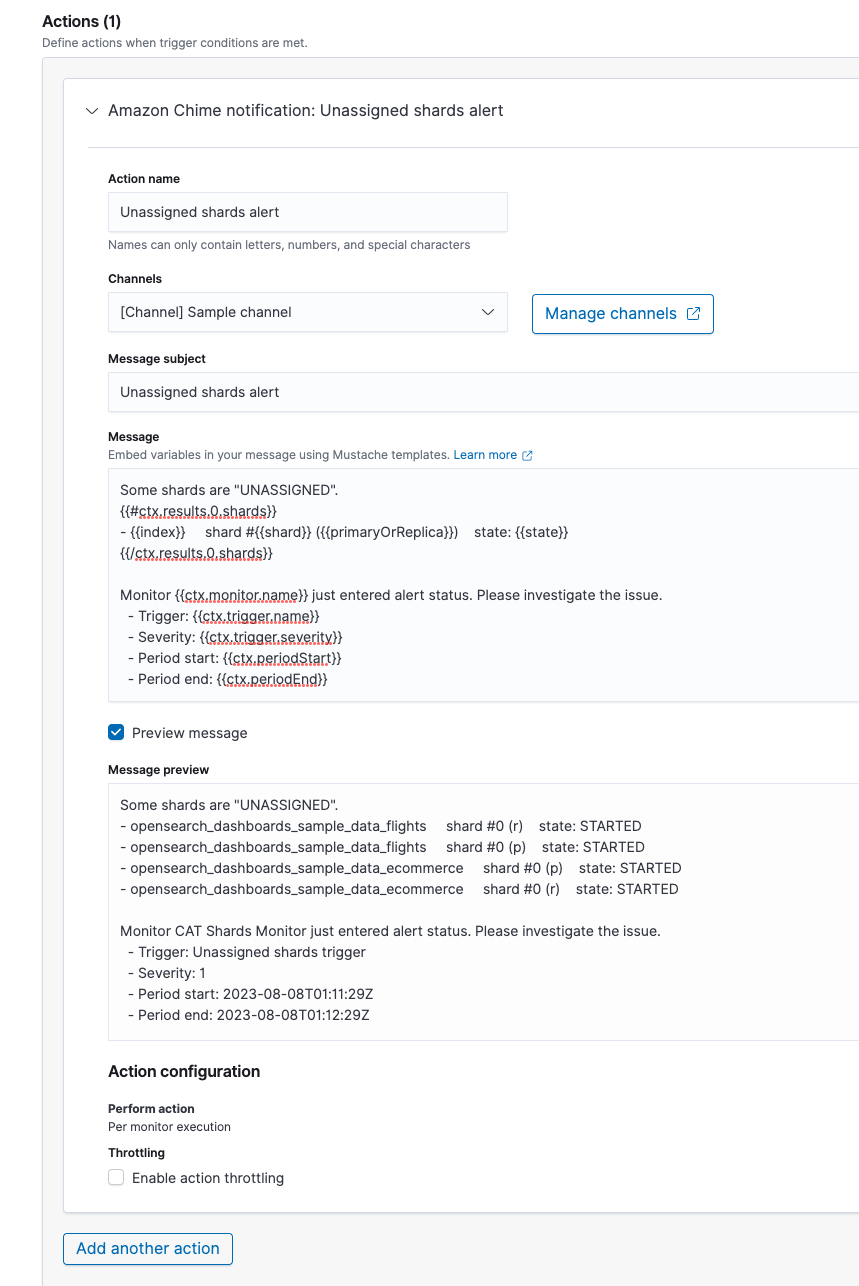 Actions (1)
Define actions when trigger conditions are met.
Amazon Chime notification: Unassigned shards alert
Action name
Unassigned shards alert
Names can only contain letters, numbers, and special characters
Channels
[Channel] Sample channel
Manage channels
Message subject
Unassigned shards alert
Message
Embed variables in your message using Mustache templates. Learn more
Some shards are "UNASSIGNED".
{{#ctx.results.0.shards}}
- {{index}}     shard #{{shard}} ({{primaryOrReplica}})    state: {{state}}
{{/ctx.results.0.shards}}
Monitor {{ctx.monitor.name}} just entered alert status. Please investigate the issue.
- Trigger: {{ctx.trigger.name}}
- Severity: {{ctx.trigger.severity}}
- Period start: {{ctx.periodStart}}
- Period end: {{ctx.periodEnd}}
Preview message
Message preview
Some shards are "UNASSIGNED".
- opensearch_dashboards_sample_data_flights     shard #0 (r)    state: STARTED
- opensearch_dashboards_sample_data_flights     shard #0 (p)    state: STARTED
- opensearch_dashboards_sample_data_ecommerce     shard #0 (p)    state: STARTED
- opensearch_dashboards_sample_data_ecommerce     shard #0 (r)    state: STARTED
Monitor CAT Shards Monitor just entered alert status. Please investigate the issue.
- Trigger: Unassigned shards trigger
- Severity: 1
- Period start: 2023-08-08T01:11:29Z
- Period end: 2023-08-08T01:12:29Z
Action configuration
Perform action
Per monitor execution
Throttling
Enable action throttling
Add another action